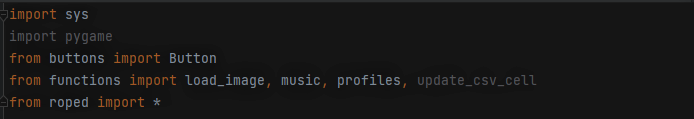 import sys
import pygame
from buttons import Button
from functions import load_image, music, profiles, update_csv_cell
from roped import *